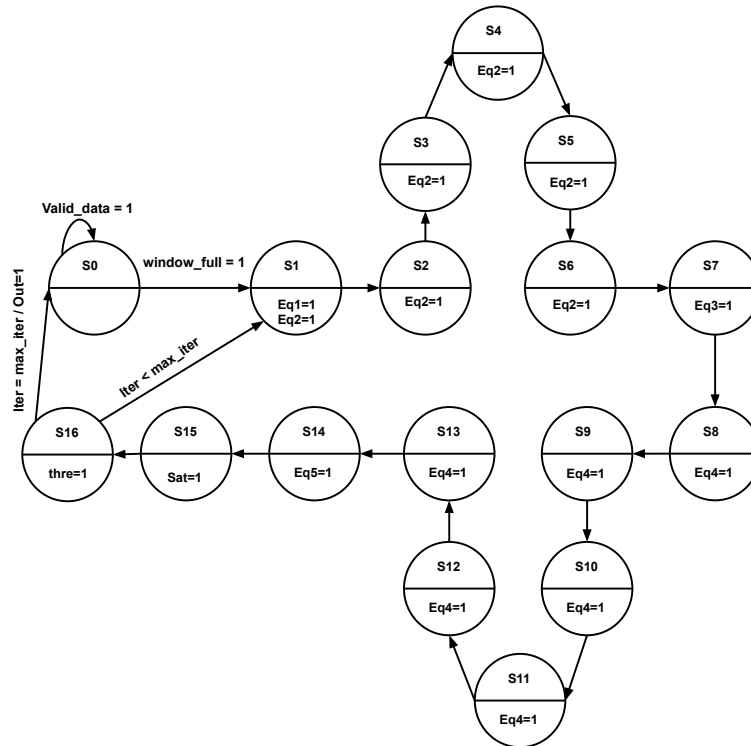 S4
Eq2=1
S3
Eq2=1
S5
Eq2=1
Valid_data = 1
S0
window_full = 1
S1
Eq1=1
Eq2=1
S2
Eq2=1
S6
Eq2=1
S7
Eq3=1
Iter = max_iter / Out=1
Iter < max_iter
S16
thre=1
S15
Sat=1
S14
Eq5=1
S13
Eq4=1
S9
Eq4=1
S8
Eq4=1
S12
Eq4=1
S10
Eq4=1
S11
Eq4=1